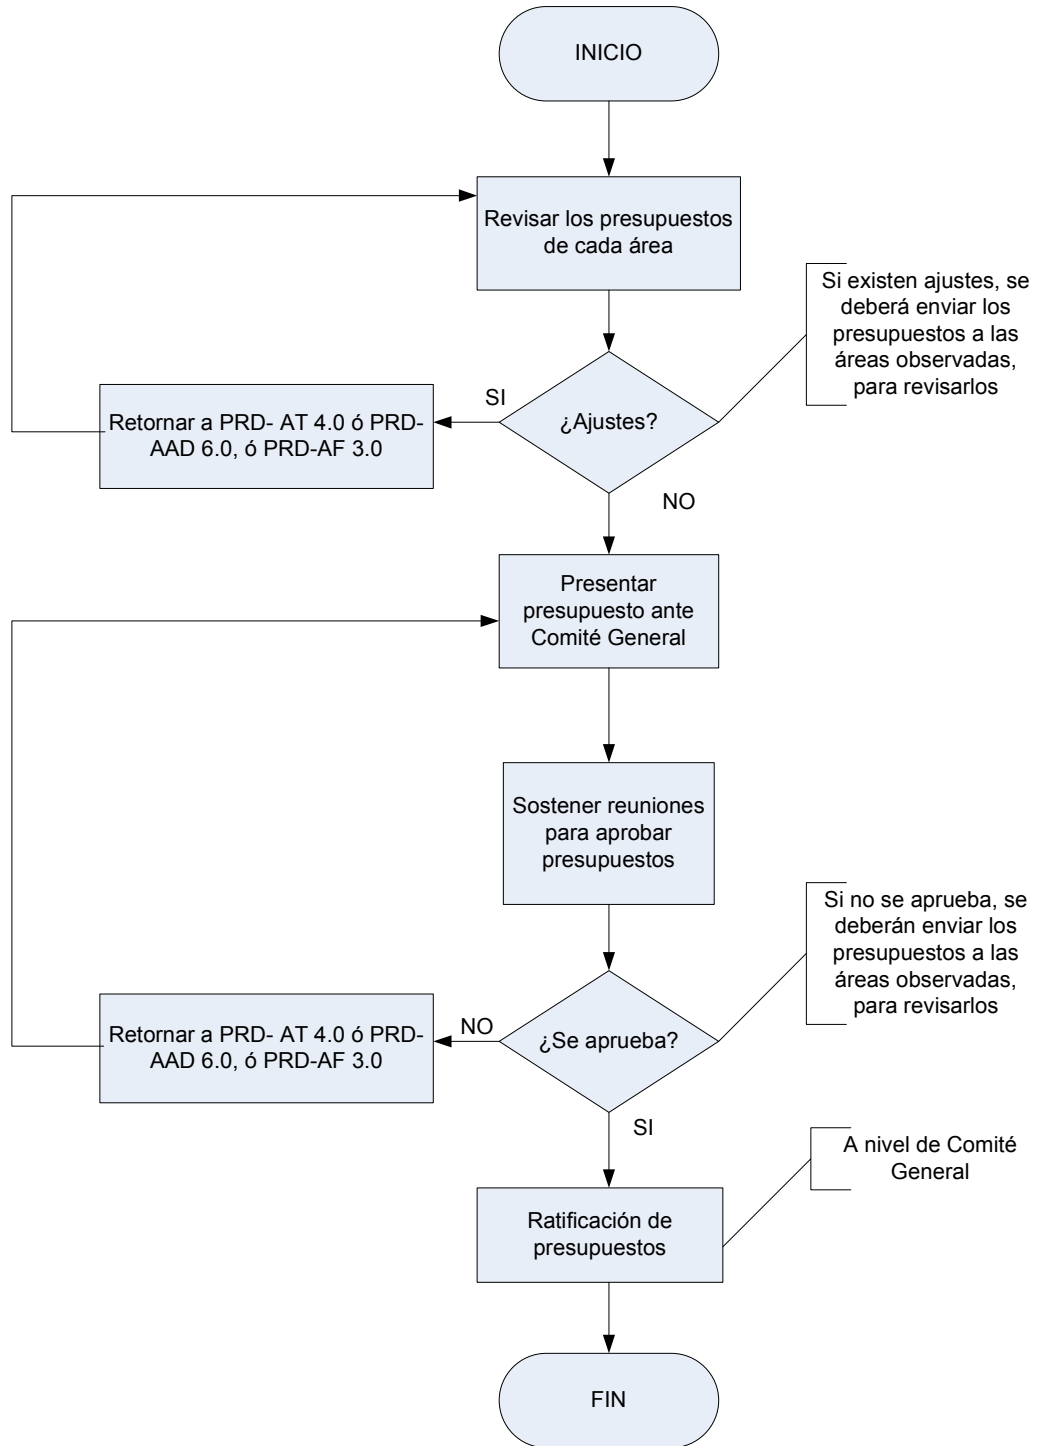 INICIO
Revisar los presupuestos
de cada área
Si existen ajustes, se
deberá enviar los
presupuestos a las
áreas observadas,
para revisarlos
¿Ajustes?
SI
Retornar a PRD- AT 4.0 ó PRD-
AAD 6.0, ó PRD-AF 3.0
NO
Presentar
presupuesto ante
Comité General
Sostener reuniones
para aprobar
presupuestos
Si no se aprueba, se
deberán enviar los
presupuestos a las
áreas observadas,
para revisarlos
¿Se aprueba?
NO
Retornar a PRD- AT 4.0 ó PRD-
AAD 6.0, ó PRD-AF 3.0
SI
A nivel de Comité
General
Ratificación de
presupuestos
FIN